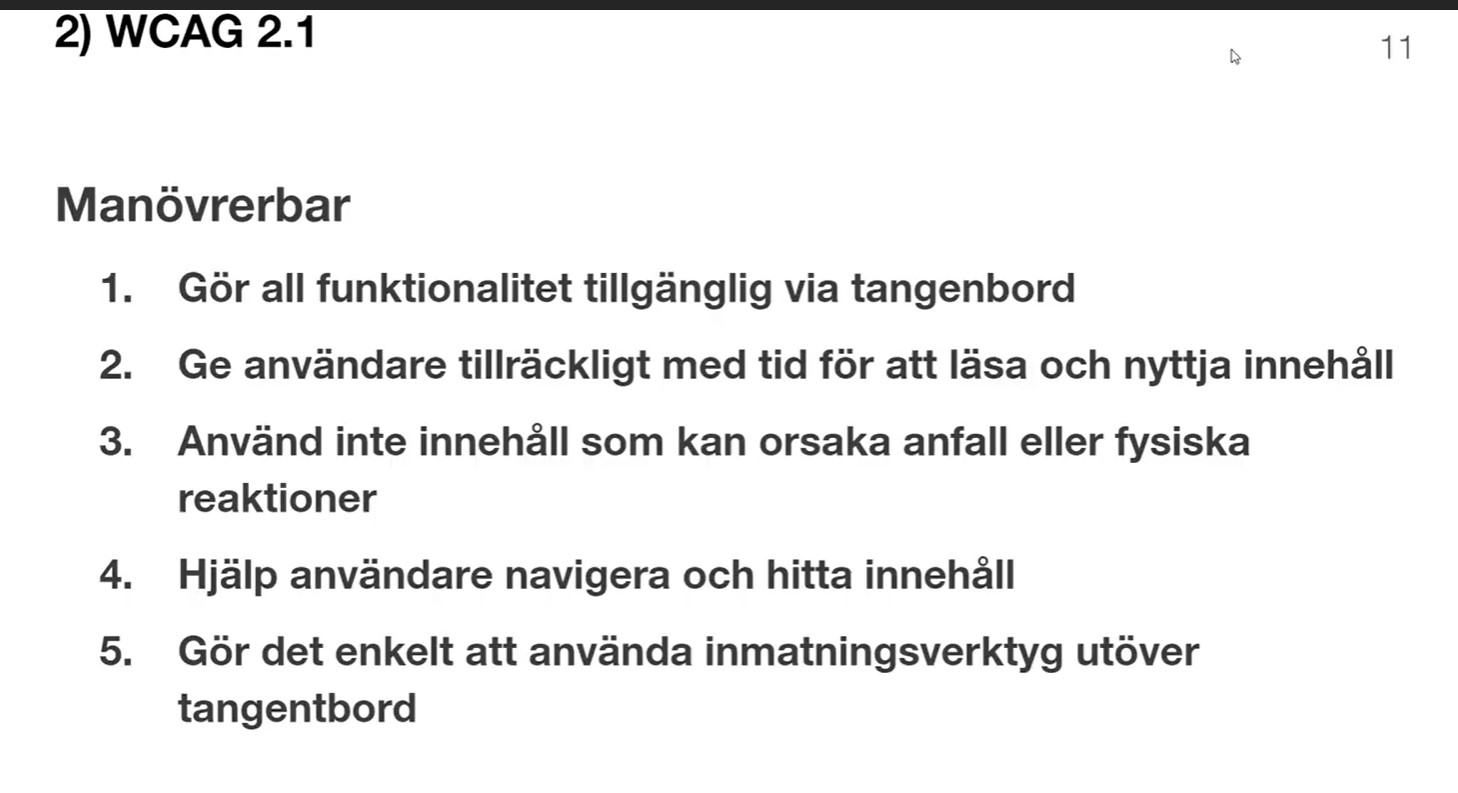 2) WCAG 2.1
11
Manövrerbar
1. Gör all funktionalitet tillgänglig via tangenbord
2. Ge användare tillräckligt med tid för att läsa och nyttja innehåll
3. Använd inte innehåll som kan orsaka anfall eller fysiska
reaktioner
4. Hjälp användare navigera och hitta innehåll
5. Gör det enkelt att använda inmatningsverktyg utöver
tangentbord